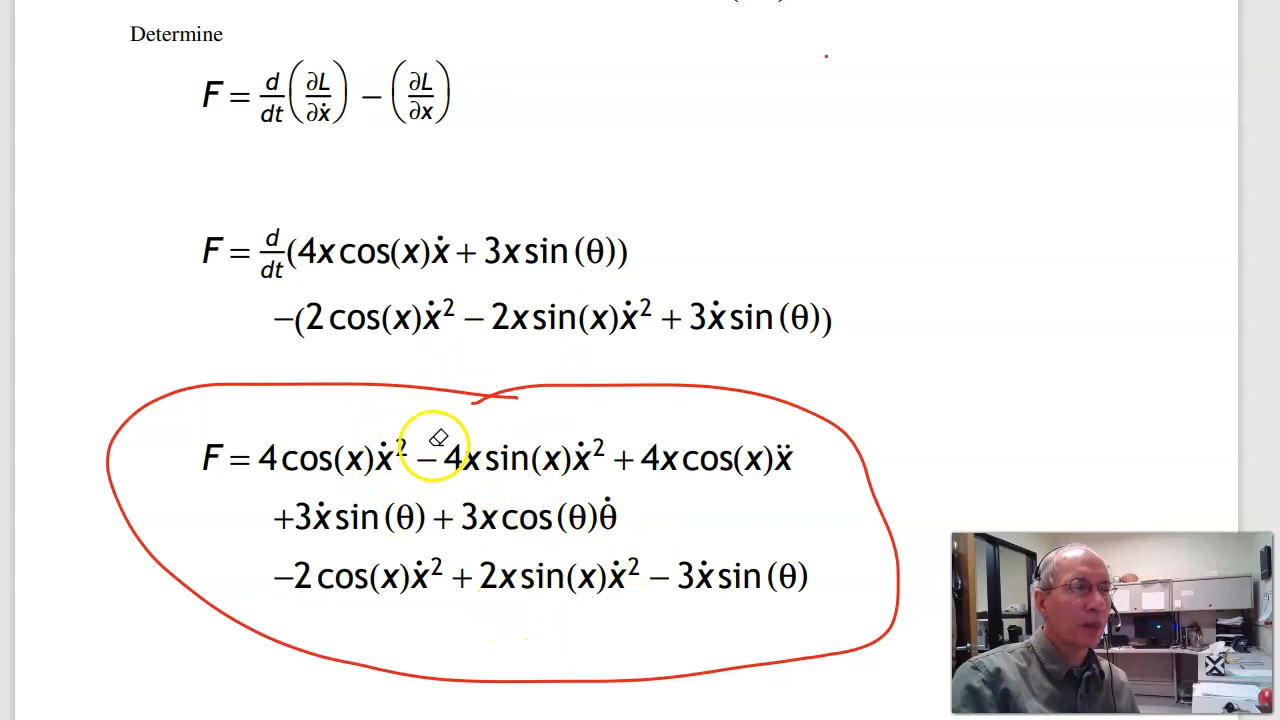 Determine
F = d/dt(∂L/∂ẋ) − (∂L/∂x)
F = d/dt(4x cos(x)ẋ + 3x sin(θ))
−(2 cos(x)ẋ² − 2x sin(x)ẋ² + 3ẋ sin(θ))
F = 4 cos(x)ẋ² − 4x sin(x)ẋ² + 4x cos(x)ẍ
+3ẋ sin(θ) + 3x cos(θ)θ̇
−2 cos(x)ẋ² + 2x sin(x)ẋ² − 3ẋ sin(θ)